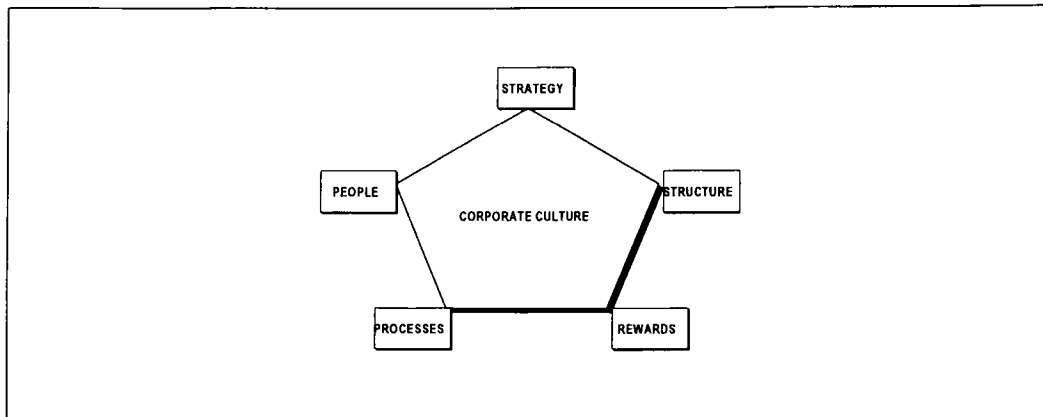 STRATEGY
PEOPLE
STRUCTURE
CORPORATE CULTURE
PROCESSES
REWARDS